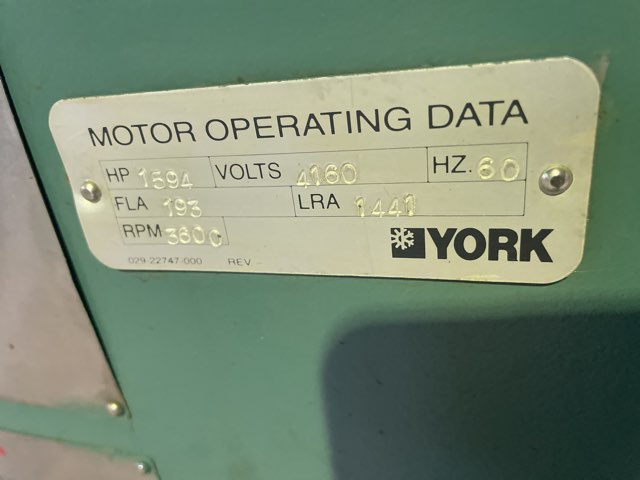 MOTOR OPERATING DATA
HP 1594 VOLTS 4160 HZ. 60
FLA 193 LRA 1441
RPM 3600
YORK
029-22747-000 REV -